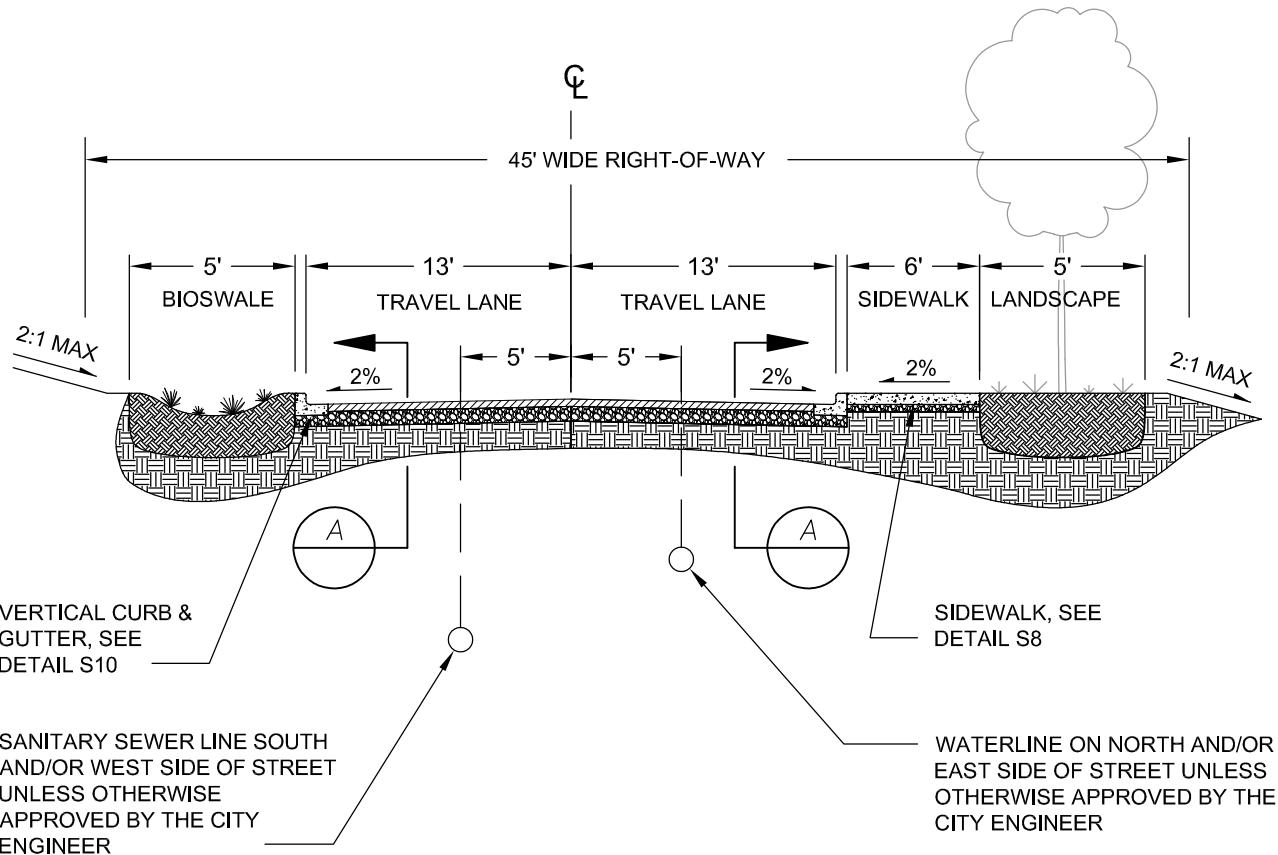 ℄
45' WIDE RIGHT-OF-WAY
5'
13'
13'
6'
5'
BIOSWALE
TRAVEL LANE
TRAVEL LANE
SIDEWALK
LANDSCAPE
2:1 MAX
5'
5'
2:1 MAX
2%
2%
2%
A
A
VERTICAL CURB &
GUTTER, SEE
DETAIL S10
SIDEWALK, SEE
DETAIL S8
SANITARY SEWER LINE SOUTH
AND/OR WEST SIDE OF STREET
UNLESS OTHERWISE
APPROVED BY THE CITY
ENGINEER
WATERLINE ON NORTH AND/OR
EAST SIDE OF STREET UNLESS
OTHERWISE APPROVED BY THE
CITY ENGINEER